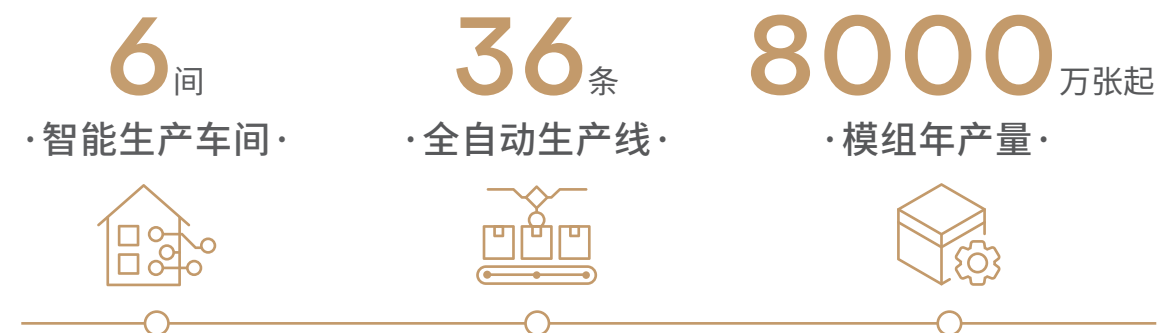 6间
·智能生产车间·
36条
·全自动生产线·
8000万张起
·模组年产量·